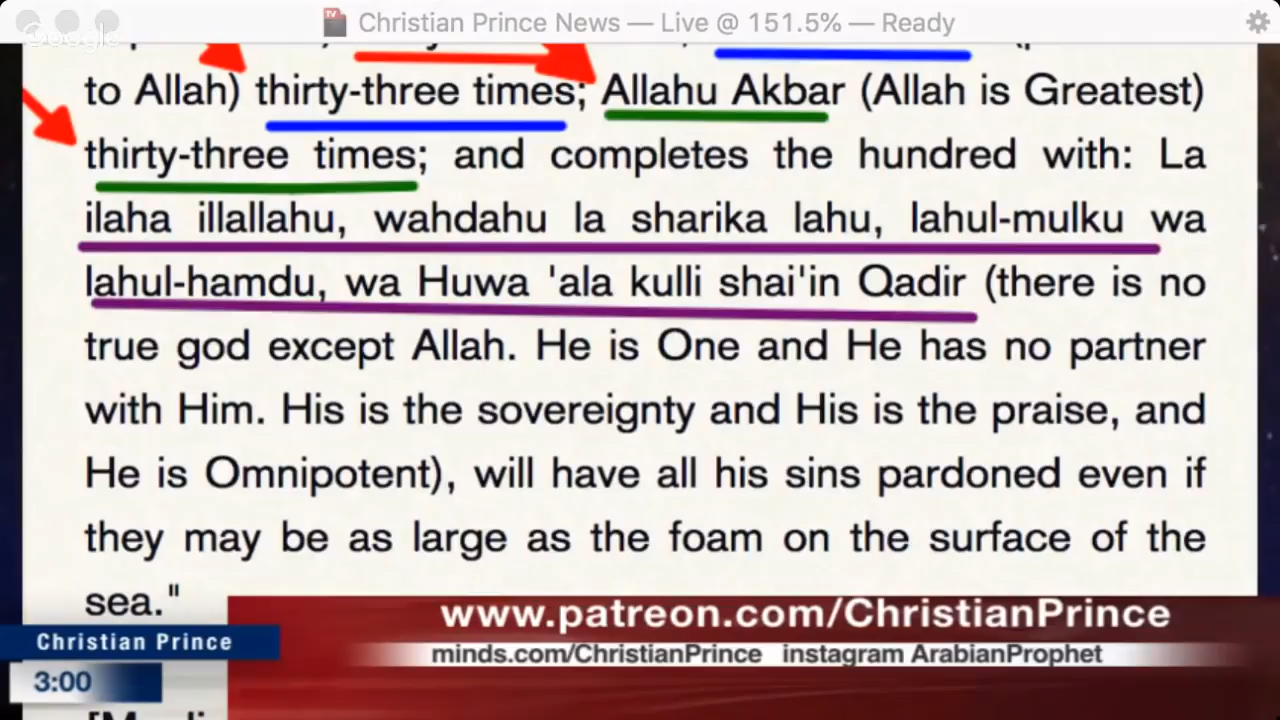 Christian Prince News — Live @ 151.5% — Ready
Google
to Allah) thirty-three times; Allahu Akbar (Allah is Greatest)
thirty-three times; and completes the hundred with: La
ilaha illallahu, wahdahu la sharika lahu, lahul-mulku wa
lahul-hamdu, wa Huwa 'ala kulli shai'in Qadir (there is no
true god except Allah. He is One and He has no partner
with Him. His is the sovereignty and His is the praise, and
He is Omnipotent), will have all his sins pardoned even if
they may be as large as the foam on the surface of the
sea."
www.patreon.com/ChristianPrince
Christian Prince
minds.com/ChristianPrince instagram ArabianProphet
3:00